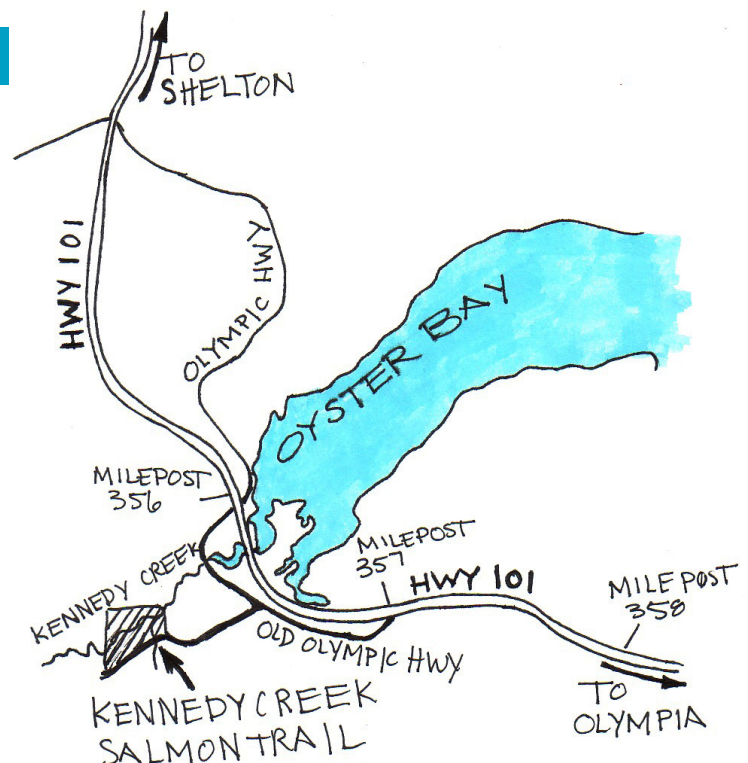 TO
SHELTON
HWY 101
OLYMPIC HWY
OYSTER BAY
MILEPOST
356
MILEPOST
357
HWY 101
MILEPOST
358
KENNEDY CREEK
OLD OLYMPIC HWY
TO
OLYMPIA
KENNEDY CREEK
SALMON TRAIL